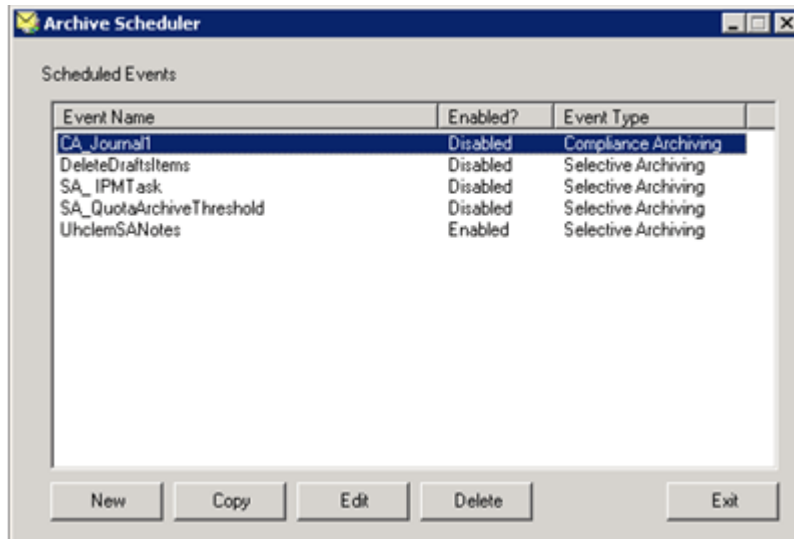 Archive Scheduler
Scheduled Events
Event Name Enabled? Event Type
CA_Journal1 Disabled Compliance Archiving
DeleteDraftsItems Disabled Selective Archiving
SA_ IPMTask Disabled Selective Archiving
SA_QuotaArchiveThreshold Disabled Selective Archiving
UhclemSANotes Enabled Selective Archiving
New Copy Edit Delete Exit